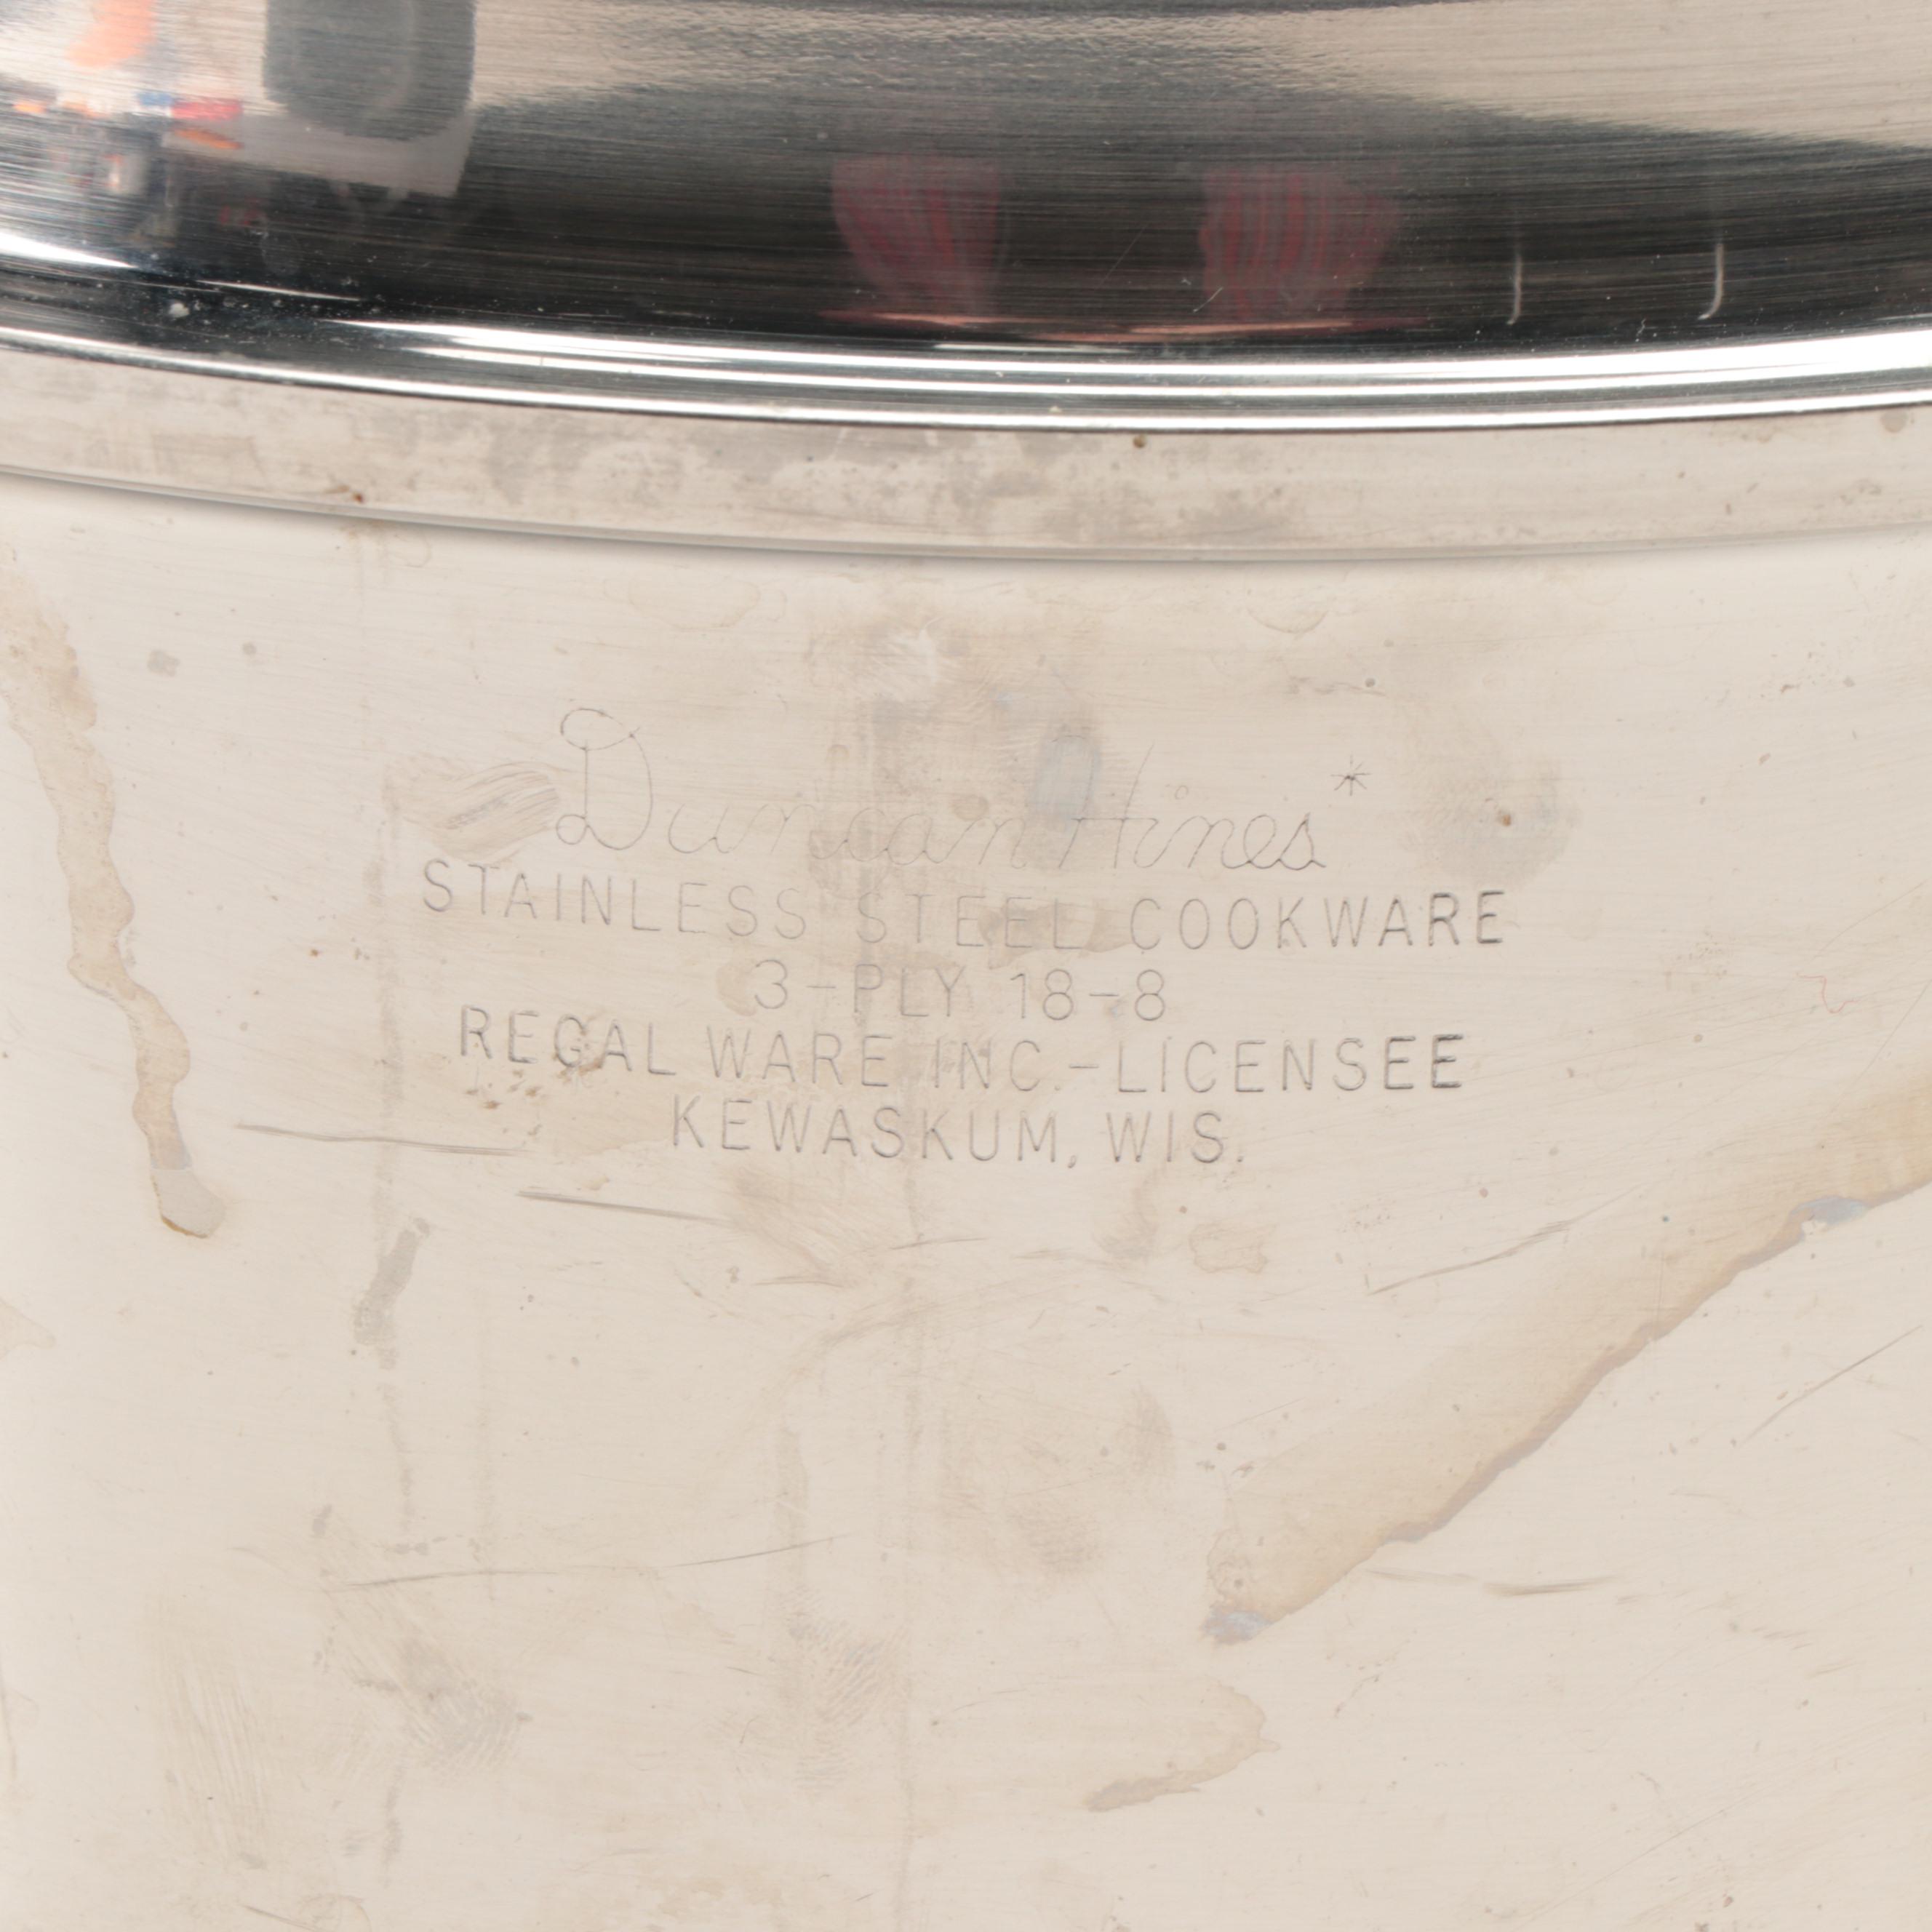 Duncan Hines*
STAINLESS STEEL COOKWARE
3-PLY 18-8
REGAL WARE INC.-LICENSEE
KEWASKUM, WIS.